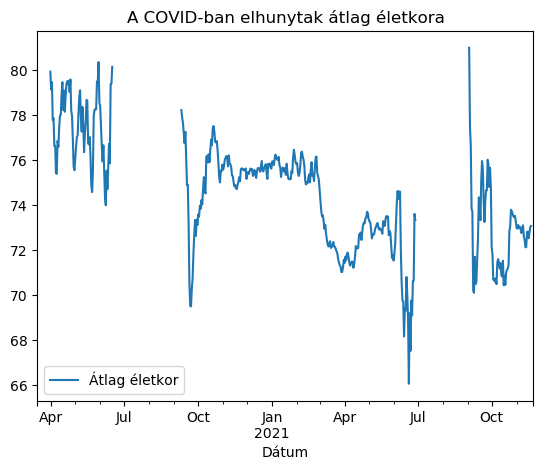 A COVID-ban elhunytak átlag életkora
80
78
76
74
72
70
68
66
Átlag életkor
Apr
Jul
Oct
Jan
2021
Apr
Jul
Oct
Dátum